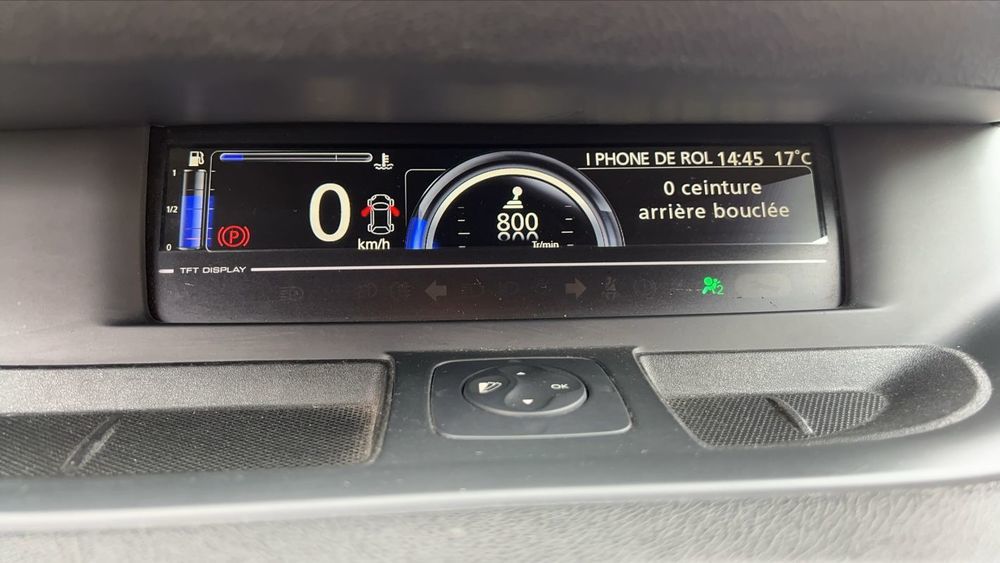 I PHONE DE ROL 14:45 17°C
1
1/2
0
P
0
km/h
800
Tr/min
0 ceinture
arrière bouclée
TFT DISPLAY
2
OK